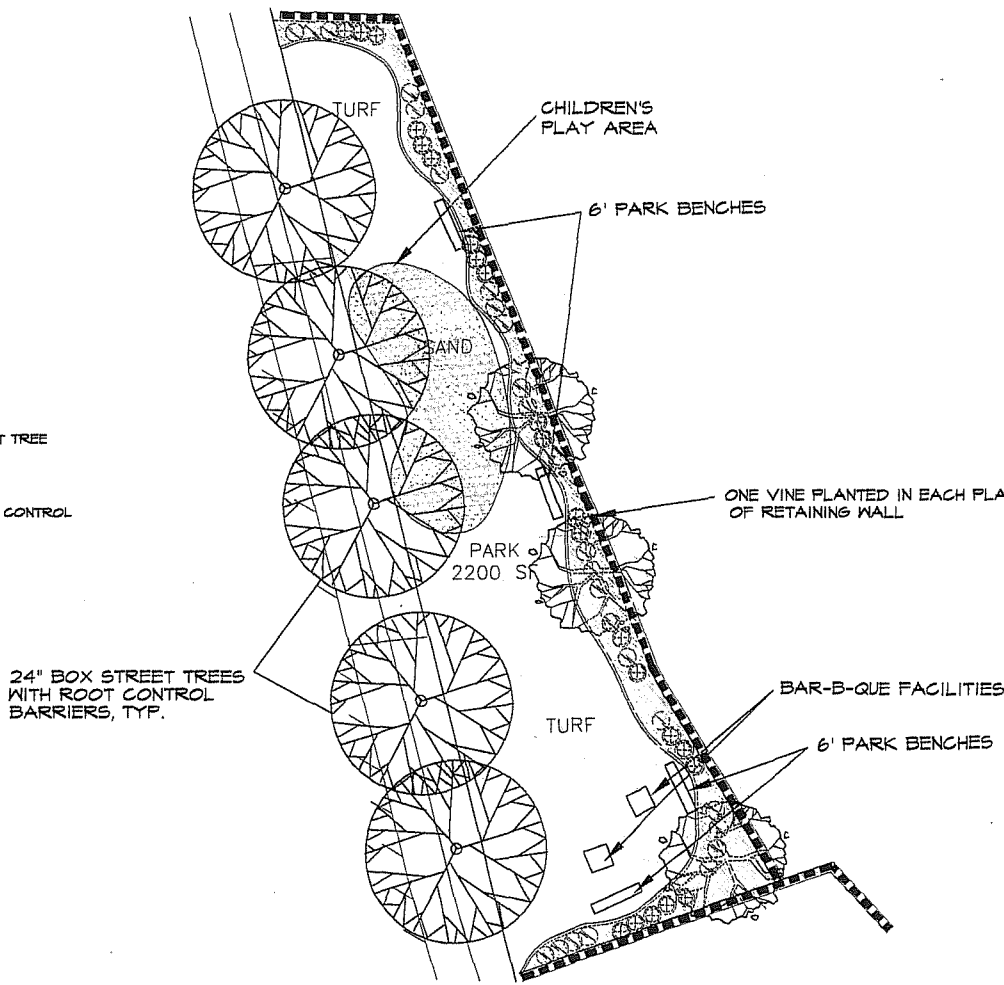 TURF
CHILDREN'S
PLAY AREA
6' PARK BENCHES
SAND
T TREE
CONTROL
ONE VINE PLANTED IN EACH PLA
OF RETAINING WALL
PARK
2200 SF
24" BOX STREET TREES
WITH ROOT CONTROL
BARRIERS, TYP.
TURF
BAR-B-QUE FACILITIES
6' PARK BENCHES